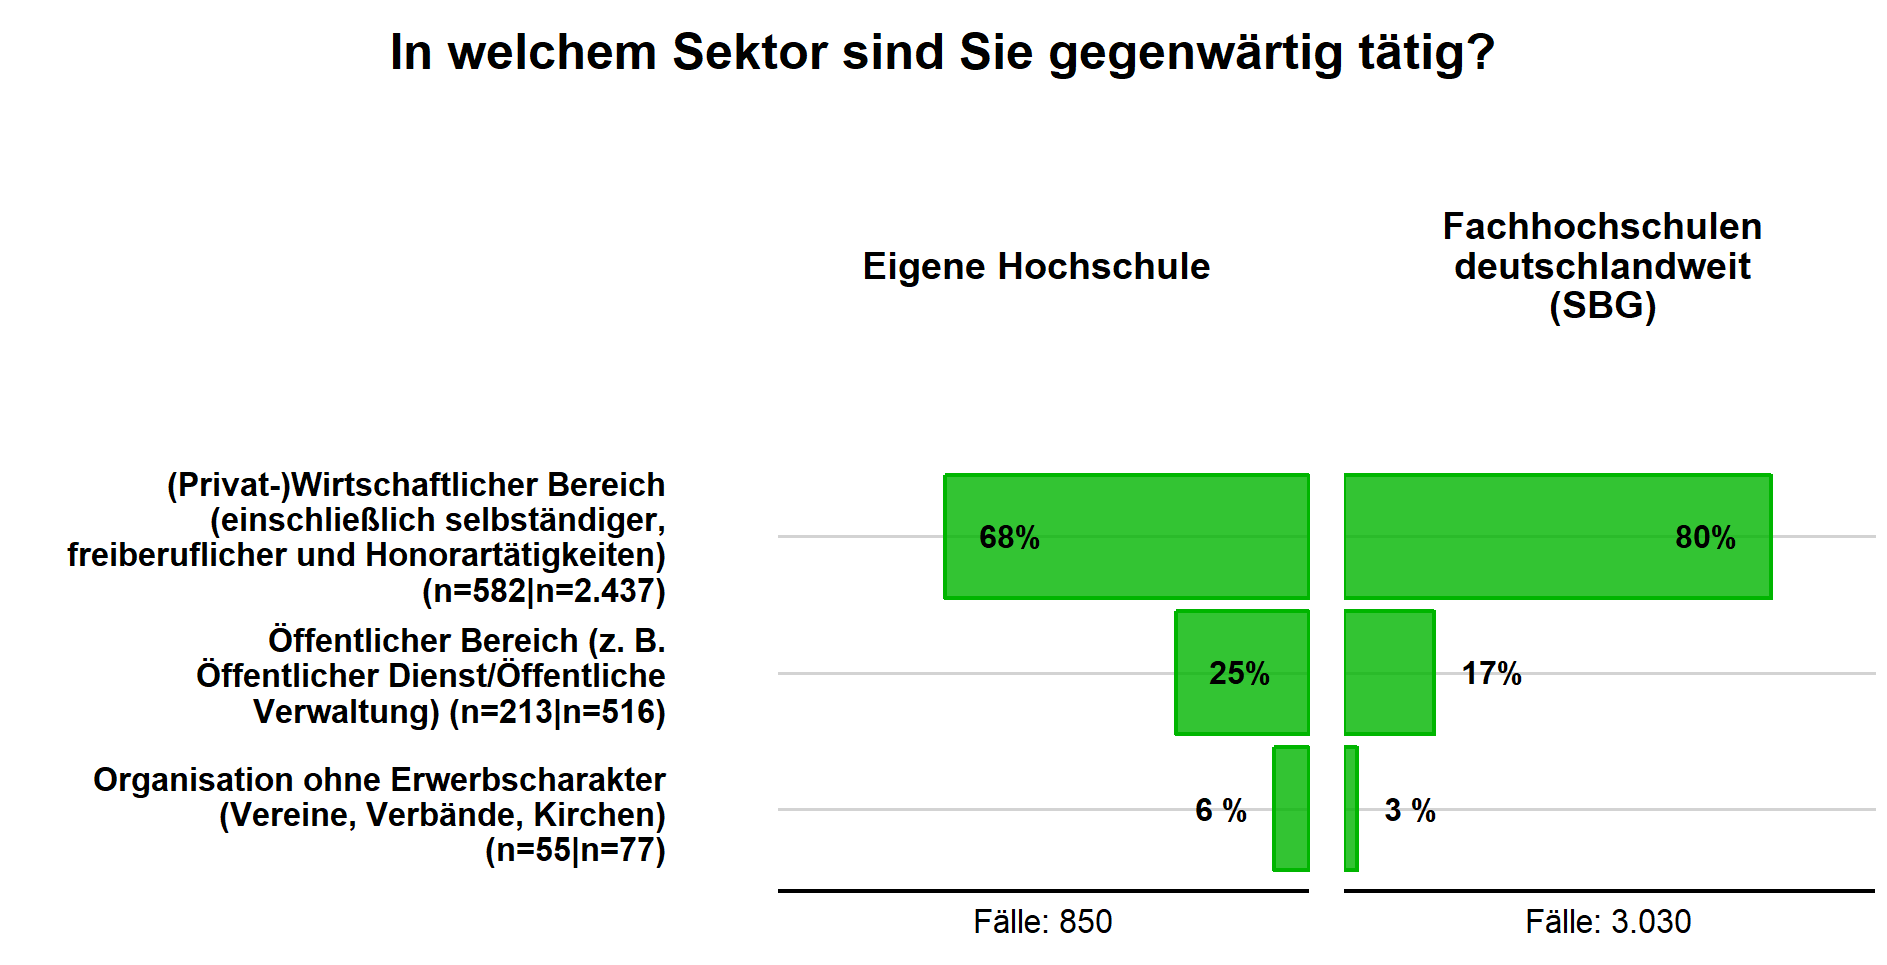 In welchem Sektor sind Sie gegenwärtig tätig?
Eigene Hochschule
Fachhochschulen
deutschlandweit
(SBG)
(Privat-)Wirtschaftlicher Bereich
(einschließlich selbständiger,
freiberuflicher und Honorartätigkeiten)
(n=582|n=2.437)
68%
80%
Öffentlicher Bereich (z. B.
Öffentlicher Dienst/Öffentliche
Verwaltung) (n=213|n=516)
25%
17%
Organisation ohne Erwerbscharakter
(Vereine, Verbände, Kirchen)
(n=55|n=77)
6 %
3 %
Fälle: 850
Fälle: 3.030